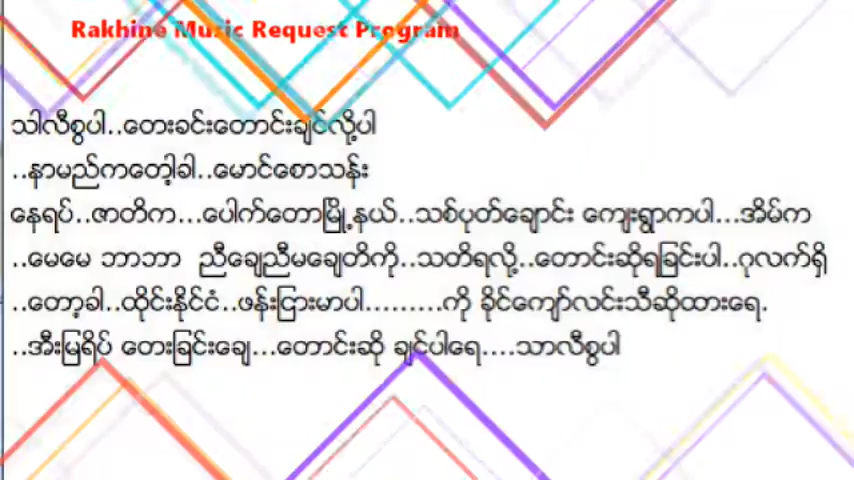 Rakhine Music Request Program
သါလီစွပါ..တေးခင်းတောင်းချင်လို့ပါ
..နာမည်ကတေ့ါခါ..မောင်စောသန်း
နေရပ်..ဇာတိက...ပေါက်တောမြို့နယ်..သစ်ပုတ်ချောင်း ကျေးရွာကပါ...အိမ်က
..မေမေ ဘာဘာ ညီချေညီမချေတိကို..သတိရလို့..တောင်းဆိုရခြင်းပါ..ဂုလက်ရှိ
..တော့ခါ..ထိုင်းနိုင်ငံ..ဖန်းငြားမာပါ.........ကို ခိုင်ကျော်လင်းသီဆိုထားရေ.
..အီးမြရိပ် တေးခြင်းချေ...တောင်းဆို ချင်ပါရေ....သာလီစွပါ